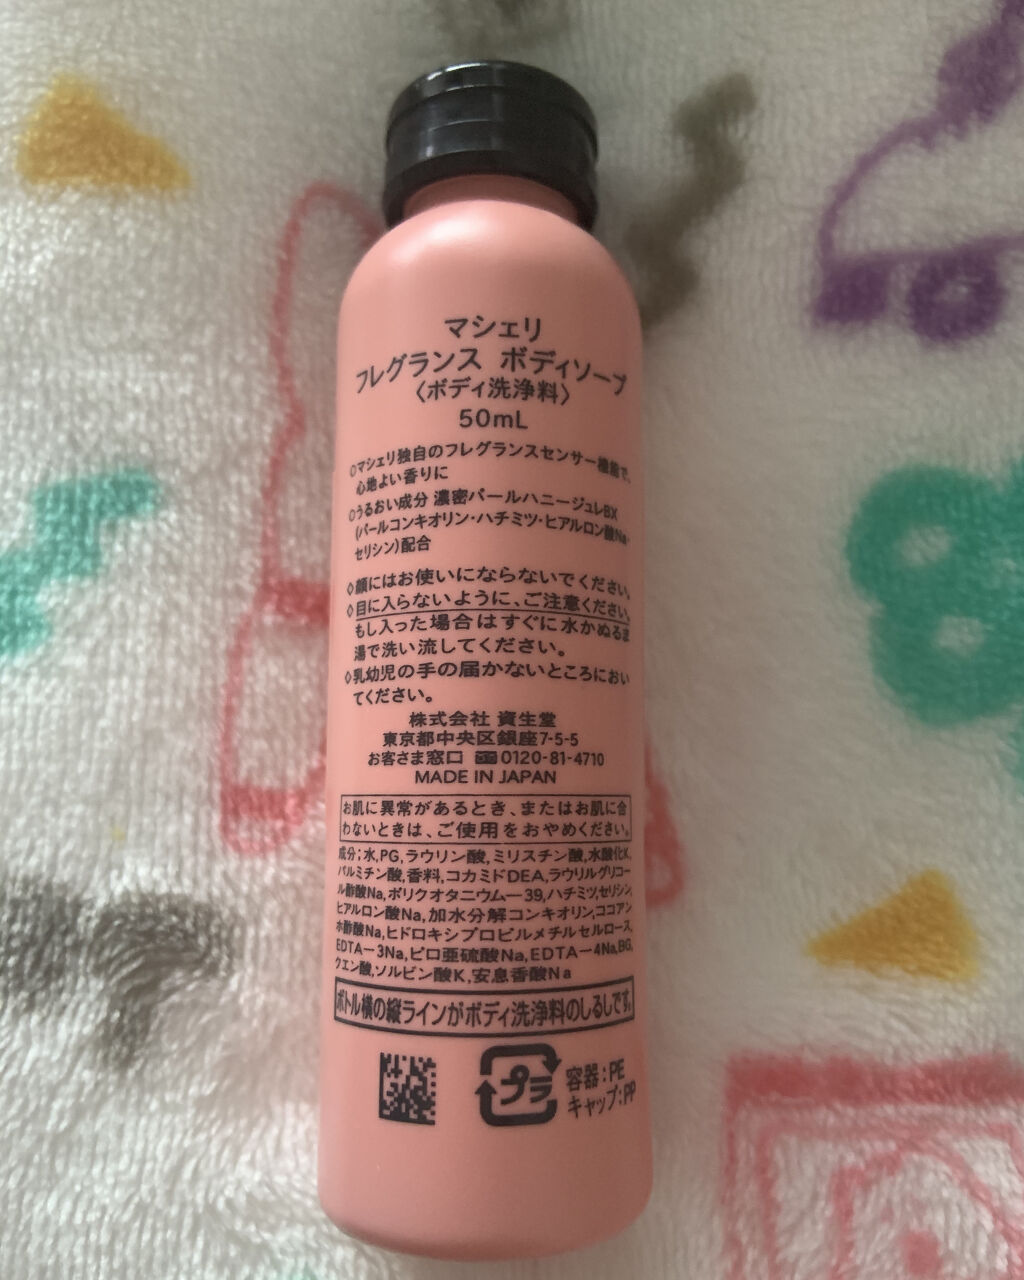 マシェリ
フレグランス ボディソープ
〈ボディ洗浄料〉
50mL
○マシェリ独自のフレグランスセンサー機能で、
心地よい香りに
○うるおい成分 濃密パールハニージュレBX
(パールコンキオリン・ハチミツ・ヒアルロン酸Na・
セリシン)配合
◇顔にはお使いにならないでください。
◇目に入らないように、ご注意ください。
もし入った場合はすぐに水かぬるま
湯で洗い流してください。
◇乳幼児の手の届かないところにおい
てください。
株式会社 資生堂
東京都中央区銀座7-5-5
お客さま窓口 0120-81-4710
MADE IN JAPAN
お肌に異常があるとき、またはお肌に合
わないときは、ご使用をおやめください。
成分;水,PG,ラウリン酸,ミリスチン酸,水酸化K,
パルミチン酸,香料,コカミドDEA,ラウリルグリコー
ル酢酸Na,ポリクオタニウム―39,ハチミツ,セリシン,
ヒアルロン酸Na,加水分解コンキオリン,ココアン
ホ酢酸Na,ヒドロキシプロピルメチルセルロース,
EDTA―3Na,ピロ亜硫酸Na,EDTA―4Na,BG,
クエン酸,ソルビン酸K,安息香酸Na
ボトル横の縦ラインがボディ洗浄料のしるしです。
プラ
容器:PE
キャップ:PP